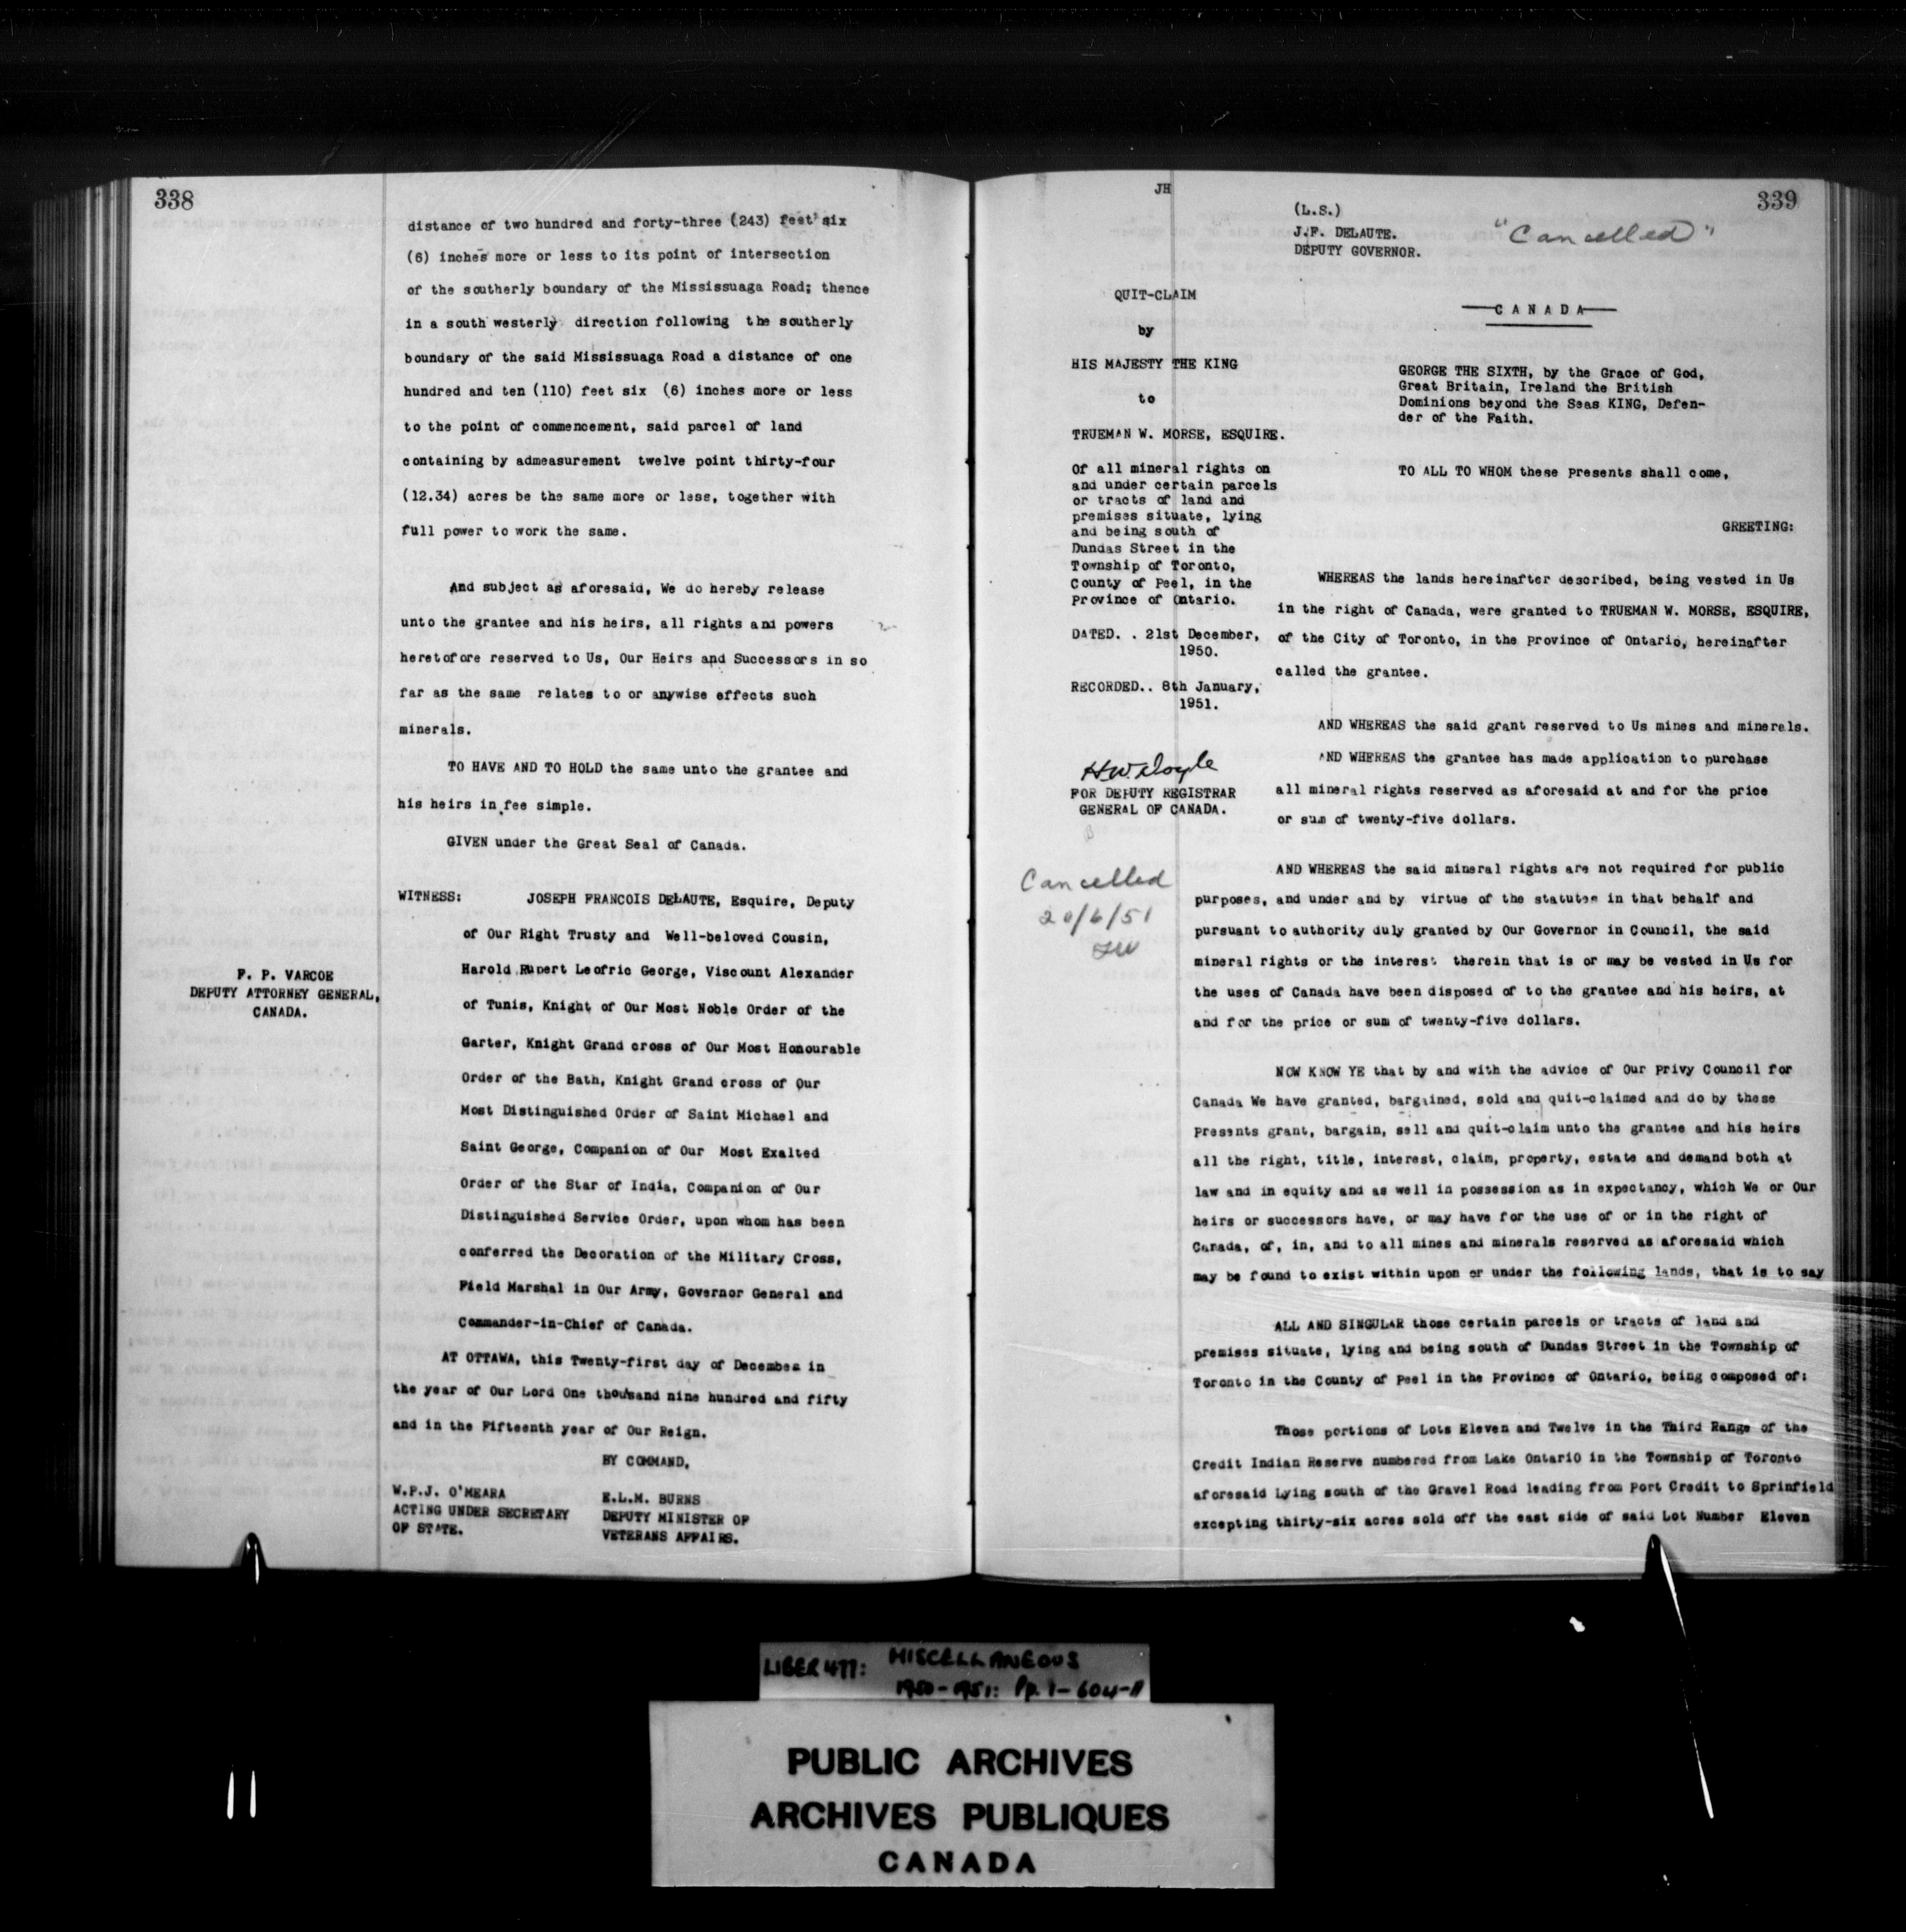 338
distance of two hundred and forty-three (243) feet six
(6) inches more or less to its point of intersection
of the southerly boundary of the Mississuaga Road; thence
in a south westerly direction following the southerly
boundary of the said Mississuaga Road a distance of one
hundred and ten (110) feet six (6) inches more or less
to the point of commencement, said parcel of land
containing by admeasurement twelve point thirty-four
(12.34) acres be the same more or less, together with
full power to work the same.
And subject as aforesaid, We do hereby release
unto the grantee and his heirs, all rights and powers
heretofore reserved to Us, Our Heirs and Successors in so
far as the same relates to or anywise effects such
minerals.
TO HAVE AND TO HOLD the same unto the grantee and
his heirs in fee simple.
GIVEN under the Great Seal of Canada.
WITNESS: JOSEPH FRANCOIS DELAUTE, Esquire, Deputy
of Our Right Trusty and Well-beloved Cousin,
Harold Rupert Leofric George, Viscount Alexander
of Tunis, Knight of Our Most Noble Order of the
Garter, Knight Grand cross of Our Most Honourable
Order of the Bath, Knight Grand cross of Our
Most Distinguished Order of Saint Michael and
Saint George, Companion of Our Most Exalted
Order of the Star of India, Companion of Our
Distinguished Service Order, upon whom has been
conferred the Decoration of the Military Cross,
Field Marshal in Our Army, Governor General and
Commander-in-Chief of Canada.
F. P. VARCOE
DEPUTY ATTORNEY GENERAL,
CANADA.
AT OTTAWA, this Twenty-first day of December in
the year of Our Lord One thousand nine hundred and fifty
and in the Fifteenth year of Our Reign.
BY COMMAND,
W.P.J. O'MEARA
ACTING UNDER SECRETARY
OF STATE.
E.L.M. BURNS
DEPUTY MINISTER OF
VETERANS AFFAIRS.
JH
339
(L.S.)
J.F. DELAUTE.
DEPUTY GOVERNOR.
"Cancelled"
QUIT-CLAIM
by
HIS MAJESTY THE KING
to
TRUEMAN W. MORSE, ESQUIRE.
Of all mineral rights on
and under certain parcels
or tracts of land and
premises situate, lying
and being south of
Dundas Street in the
Township of Toronto,
County of Peel, in the
Province of Ontario.
DATED. . 21st December,
1950.
RECORDED.. 8th January,
1951.
HW Doyle
FOR DEPUTY REGISTRAR
GENERAL OF CANADA.
Cancelled
20/6/51
CANADA
GEORGE THE SIXTH, by the Grace of God,
Great Britain, Ireland the British
Dominions beyond the Seas KING, Defen-
der of the Faith.
TO ALL TO WHOM these Presents shall come,
GREETING:
WHEREAS the lands hereinafter described, being vested in Us
in the right of Canada, were granted to TRUEMAN W. MORSE, ESQUIRE,
of the City of Toronto, in the Province of Ontario, hereinafter
called the grantee.
AND WHEREAS the said grant reserved to Us mines and minerals.
AND WHEREAS the grantee has made application to purchase
all mineral rights reserved as aforesaid at and for the price
or sum of twenty-five dollars.
AND WHEREAS the said mineral rights are not required for public
purposes, and under and by virtue of the statutes in that behalf and
pursuant to authority duly granted by Our Governor in Council, the said
mineral rights or the interest therein that is or may be vested in Us for
the uses of Canada have been disposed of to the grantee and his heirs, at
and for the price or sum of twenty-five dollars.
NOW KNOW YE that by and with the advice of Our Privy Council for
Canada We have granted, bargained, sold and quit-claimed and do by these
Presents grant, bargain, sell and quit-claim unto the grantee and his heirs
all the right, title, interest, claim, property, estate and demand both at
law and in equity and as well in possession as in expectancy, which We or Our
heirs or successors have, or may have for the use of or in the right of
Canada, of, in, and to all mines and minerals reserved as aforesaid which
may be found to exist within upon or under the following lands, that is to say
ALL AND SINGULAR those certain parcels or tracts of land and
premises situate, lying and being south of Dundas Street in the Township of
Toronto in the County of Peel in the Province of Ontario, being composed of:
Those portions of Lots Eleven and Twelve in the Third Range of the
Credit Indian Reserve numbered from Lake Ontario in the Township of Toronto
aforesaid Lying south of the Gravel Road leading from Port Credit to Sprinfield
excepting thirty-six acres sold off the east side of said Lot Number Eleven
LIBER 477: MISCELLANEOUS
1950-1951: Pp. 1-604-A
PUBLIC ARCHIVES
ARCHIVES PUBLIQUES
CANADA